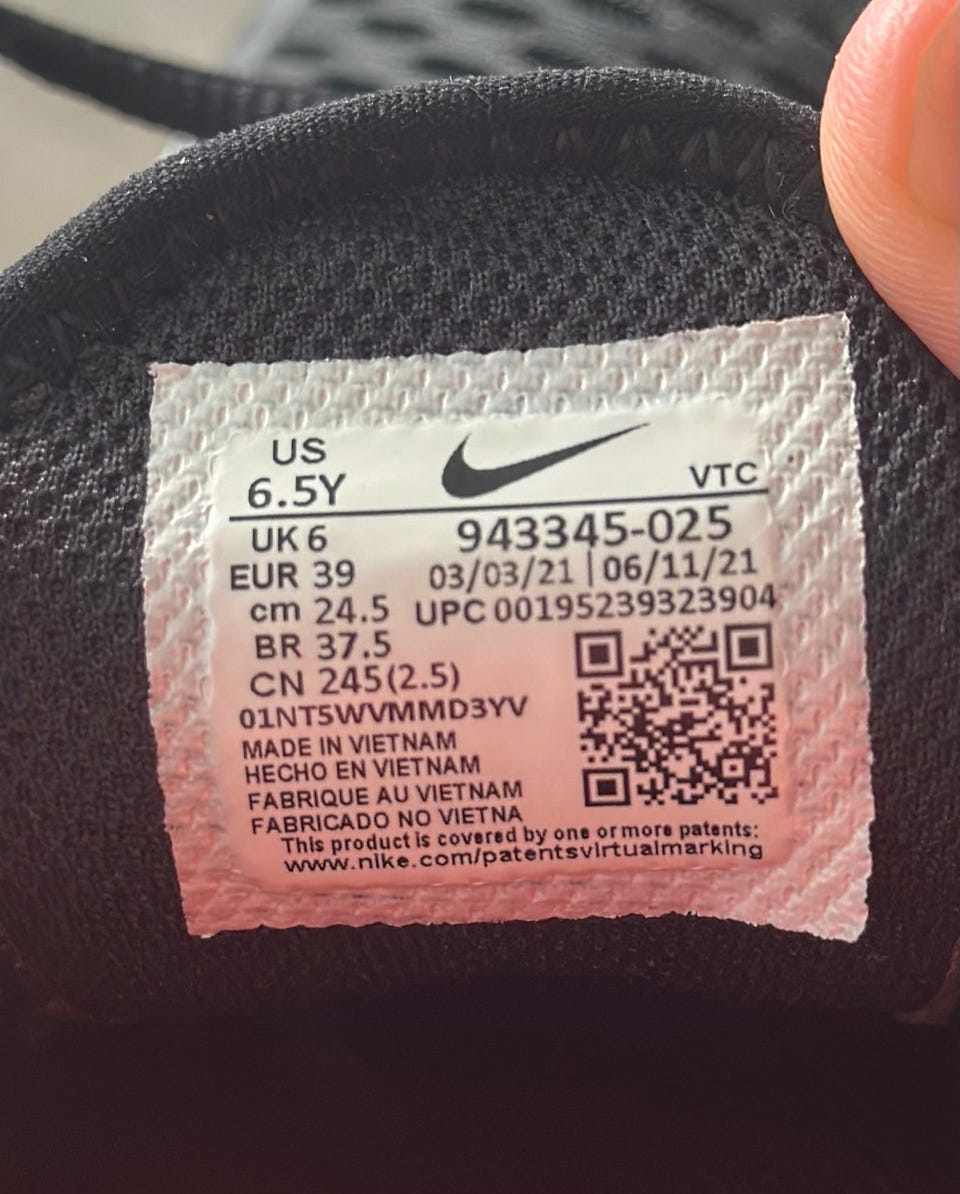 US
6.5Y
VTC
UK 6
943345-025
EUR 39
03/03/21 | 06/11/21
cm 24.5
UPC 00195239323904
BR 37.5
CN 245(2.5)
01NT5WVMMD3YV
MADE IN VIETNAM
HECHO EN VIETNAM
FABRIQUE AU VIETNAM
FABRICADO NO VIETNA
This product is covered by one or more patents:
www.nike.com/patentsvirtualmarking